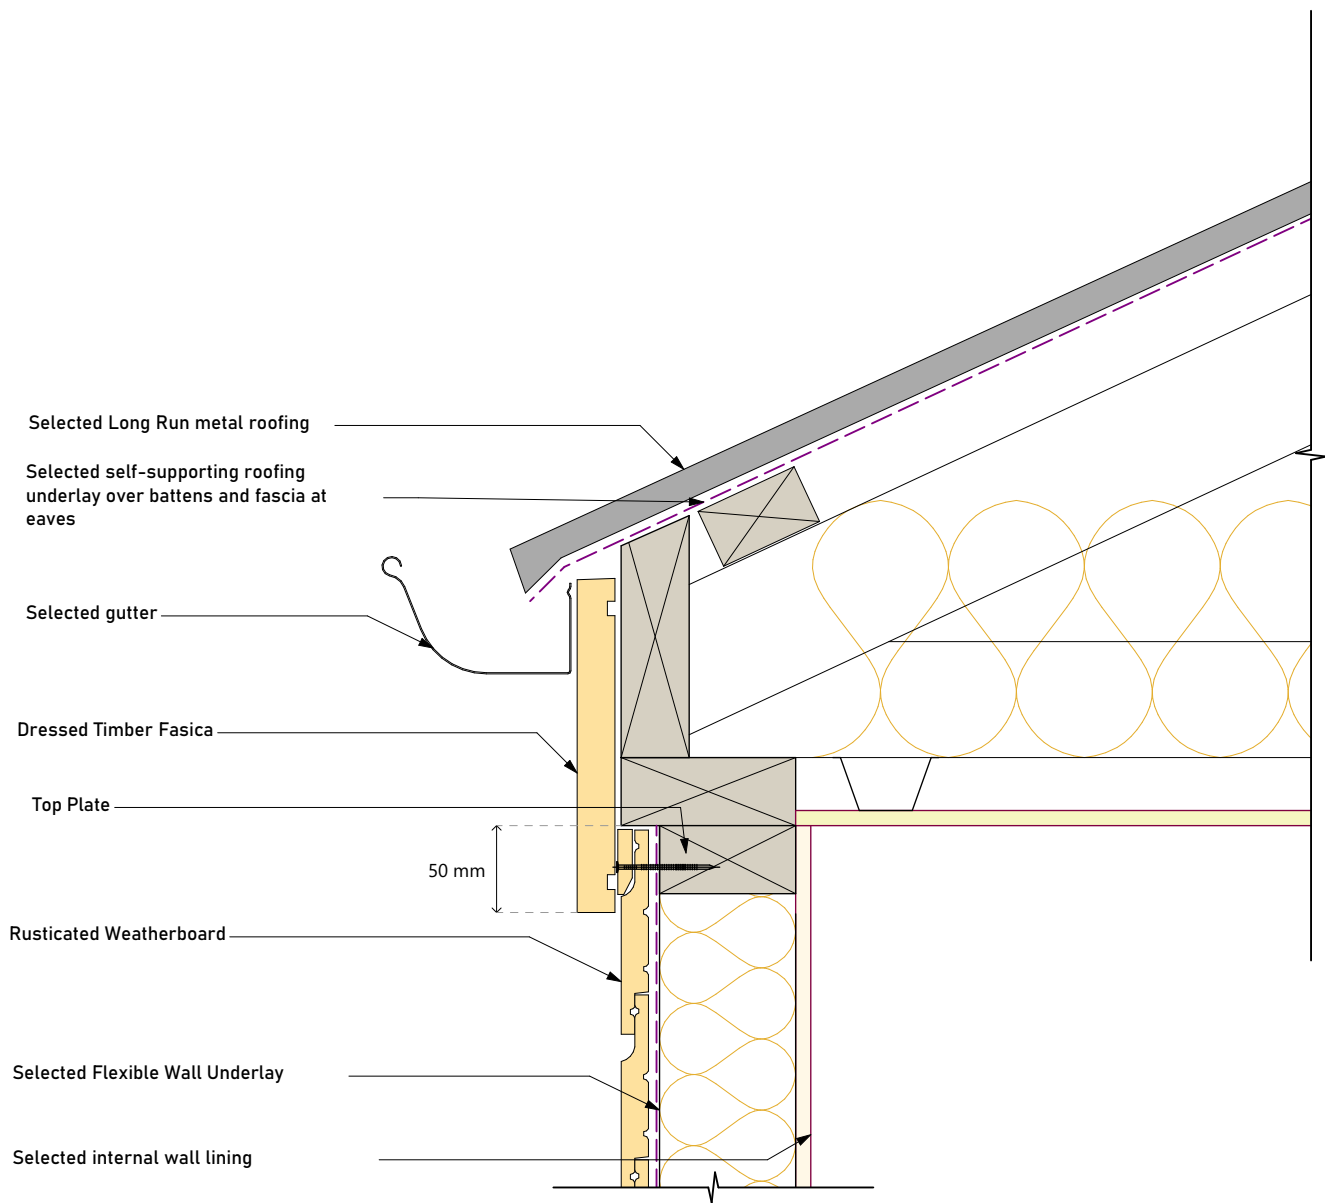 Selected Long Run metal roofing
Selected self-supporting roofing
underlay over battens and fascia at
eaves
Selected gutter
Dressed Timber Fasica
Top Plate
50 mm
Rusticated Weatherboard
Selected Flexible Wall Underlay
Selected internal wall lining